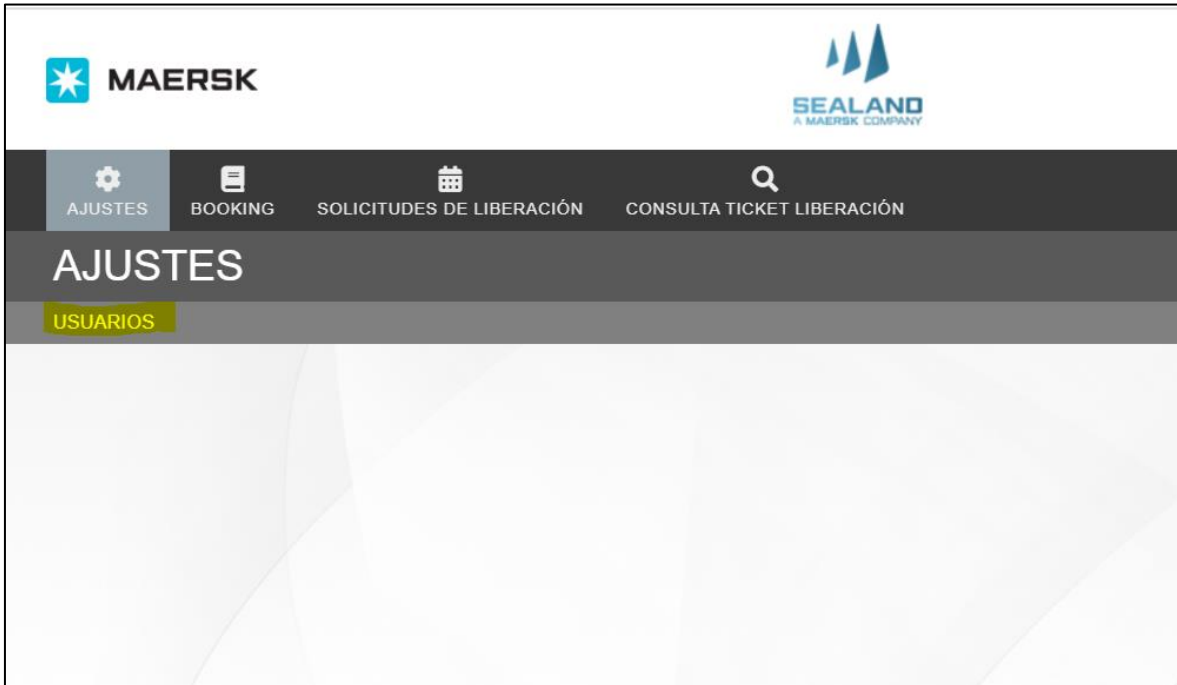 MAERSK
SEALAND
A MAERSK COMPANY
AJUSTES
BOOKING
SOLICITUDES DE LIBERACIÓN
CONSULTA TICKET LIBERACIÓN
AJUSTES
USUARIOS